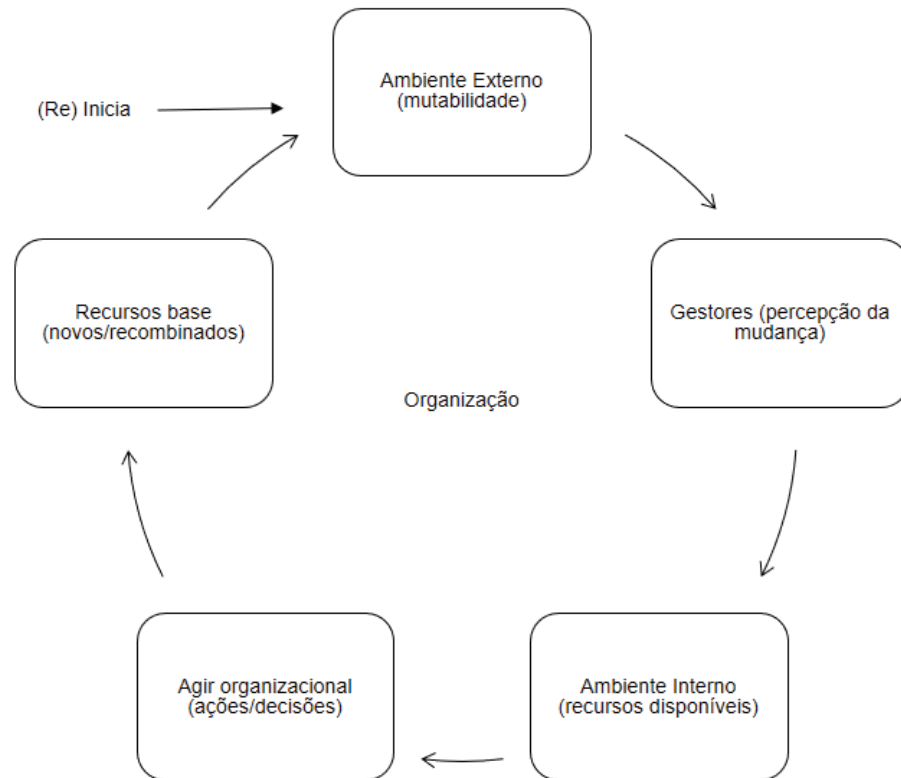 Ambiente Externo
(mutabilidade)
(Re) Inicia
Gestores (percepção da
mudança)
Ambiente Interno
(recursos disponíveis)
Agir organizacional
(ações/decisões)
Recursos base
(novos/recombinados)
Organização